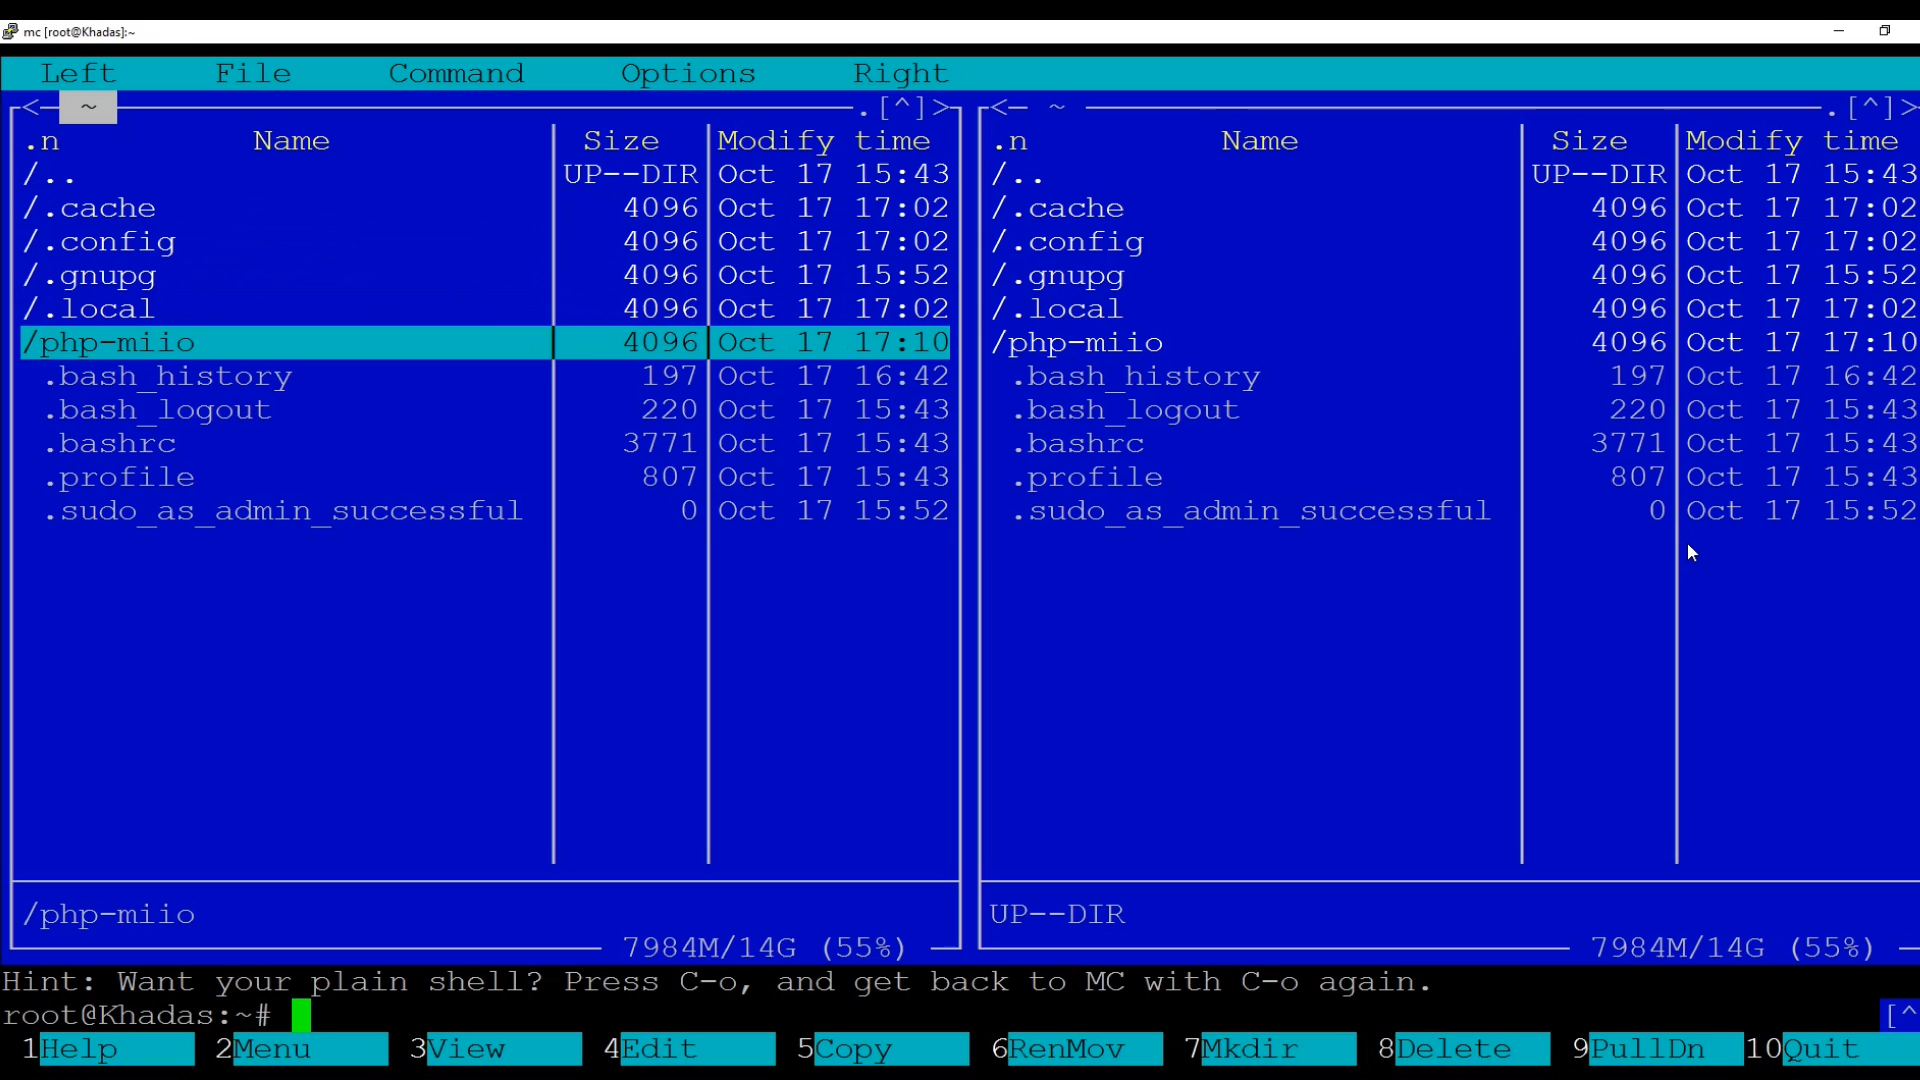 mc [root@Khadas]:~
Left File Command Options Right
┌<─ ~ ─.[^]>┐ ┌<─ ~ ─.[^]>
.n Name Size Modify time .n Name Size Modify time
/.. UP--DIR Oct 17 15:43 /.. UP--DIR Oct 17 15:43
/.cache 4096 Oct 17 17:02 /.cache 4096 Oct 17 17:02
/.config 4096 Oct 17 17:02 /.config 4096 Oct 17 17:02
/.gnupg 4096 Oct 17 15:52 /.gnupg 4096 Oct 17 15:52
/.local 4096 Oct 17 17:02 /.local 4096 Oct 17 17:02
/php-miio 4096 Oct 17 17:10 /php-miio 4096 Oct 17 17:10
.bash_history 197 Oct 17 16:42 .bash_history 197 Oct 17 16:42
.bash_logout 220 Oct 17 15:43 .bash_logout 220 Oct 17 15:43
.bashrc 3771 Oct 17 15:43 .bashrc 3771 Oct 17 15:43
.profile 807 Oct 17 15:43 .profile 807 Oct 17 15:43
.sudo_as_admin_successful 0 Oct 17 15:52 .sudo_as_admin_successful 0 Oct 17 15:52
/php-miio UP--DIR
7984M/14G (55%) 7984M/14G (55%)
Hint: Want your plain shell? Press C-o, and get back to MC with C-o again.
root@Khadas:~# [^
1Help 2Menu 3View 4Edit 5Copy 6RenMov 7Mkdir 8Delete 9PullDn 10Quit